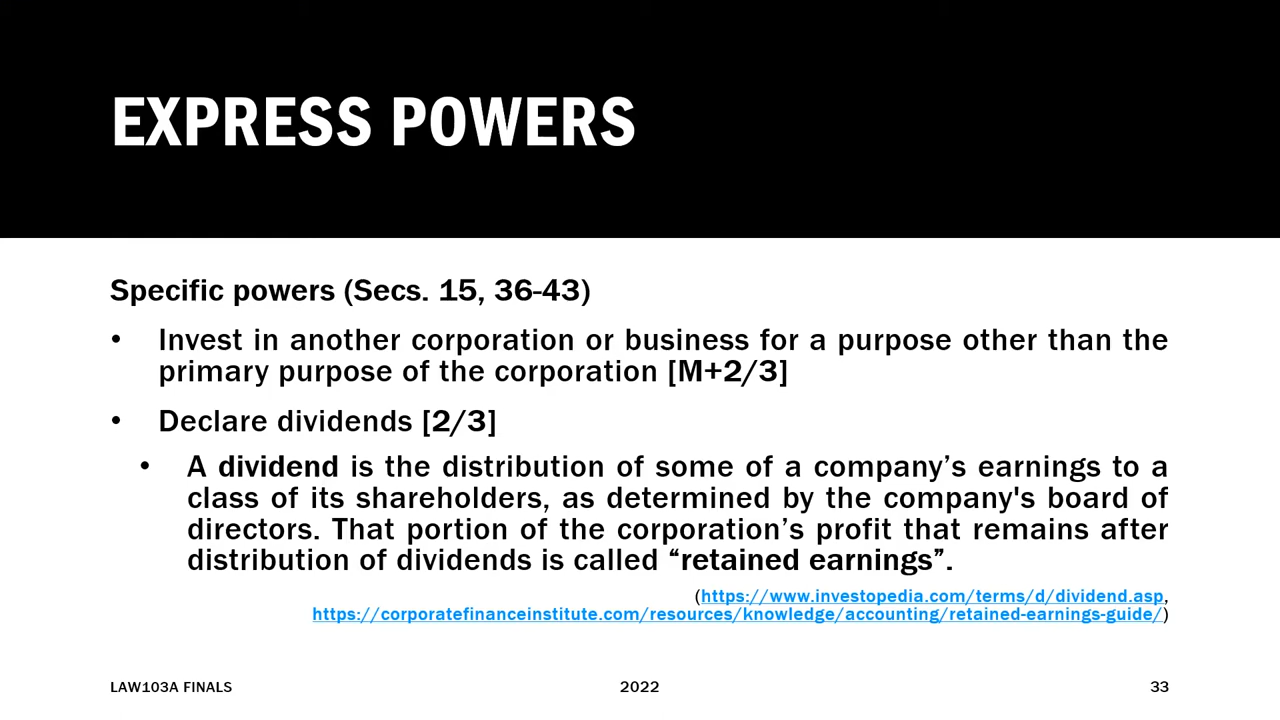 EXPRESS POWERS
Specific powers (Secs. 15, 36-43)
• Invest in another corporation or business for a purpose other than the
primary purpose of the corporation [M+2/3]
• Declare dividends [2/3]
• A dividend is the distribution of some of a company’s earnings to a
class of its shareholders, as determined by the company's board of
directors. That portion of the corporation’s profit that remains after
distribution of dividends is called “retained earnings”.
(https://www.investopedia.com/terms/d/dividend.asp,
https://corporatefinanceinstitute.com/resources/knowledge/accounting/retained-earnings-guide/)
LAW103A FINALS 2022 33